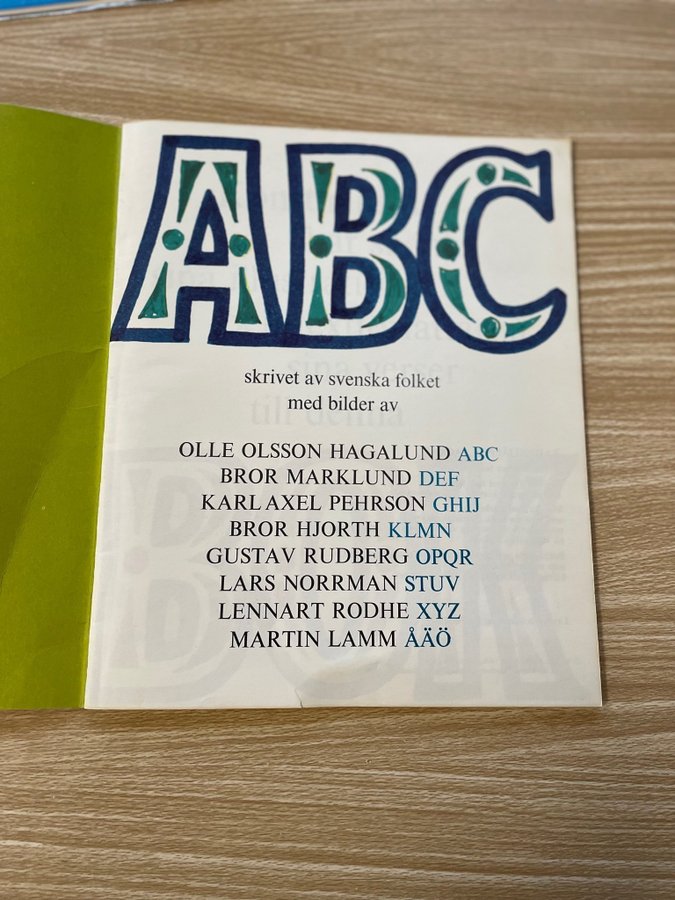 ABC
skrivet av svenska folket
med bilder av
OLLE OLSSON HAGALUND ABC
BROR MARKLUND DEF
KARL AXEL PEHRSON GHIJ
BROR HJORTH KLMN
GUSTAV RUDBERG OPQR
LARS NORRMAN STUV
LENNART RODHE XYZ
MARTIN LAMM ÅÄÖ